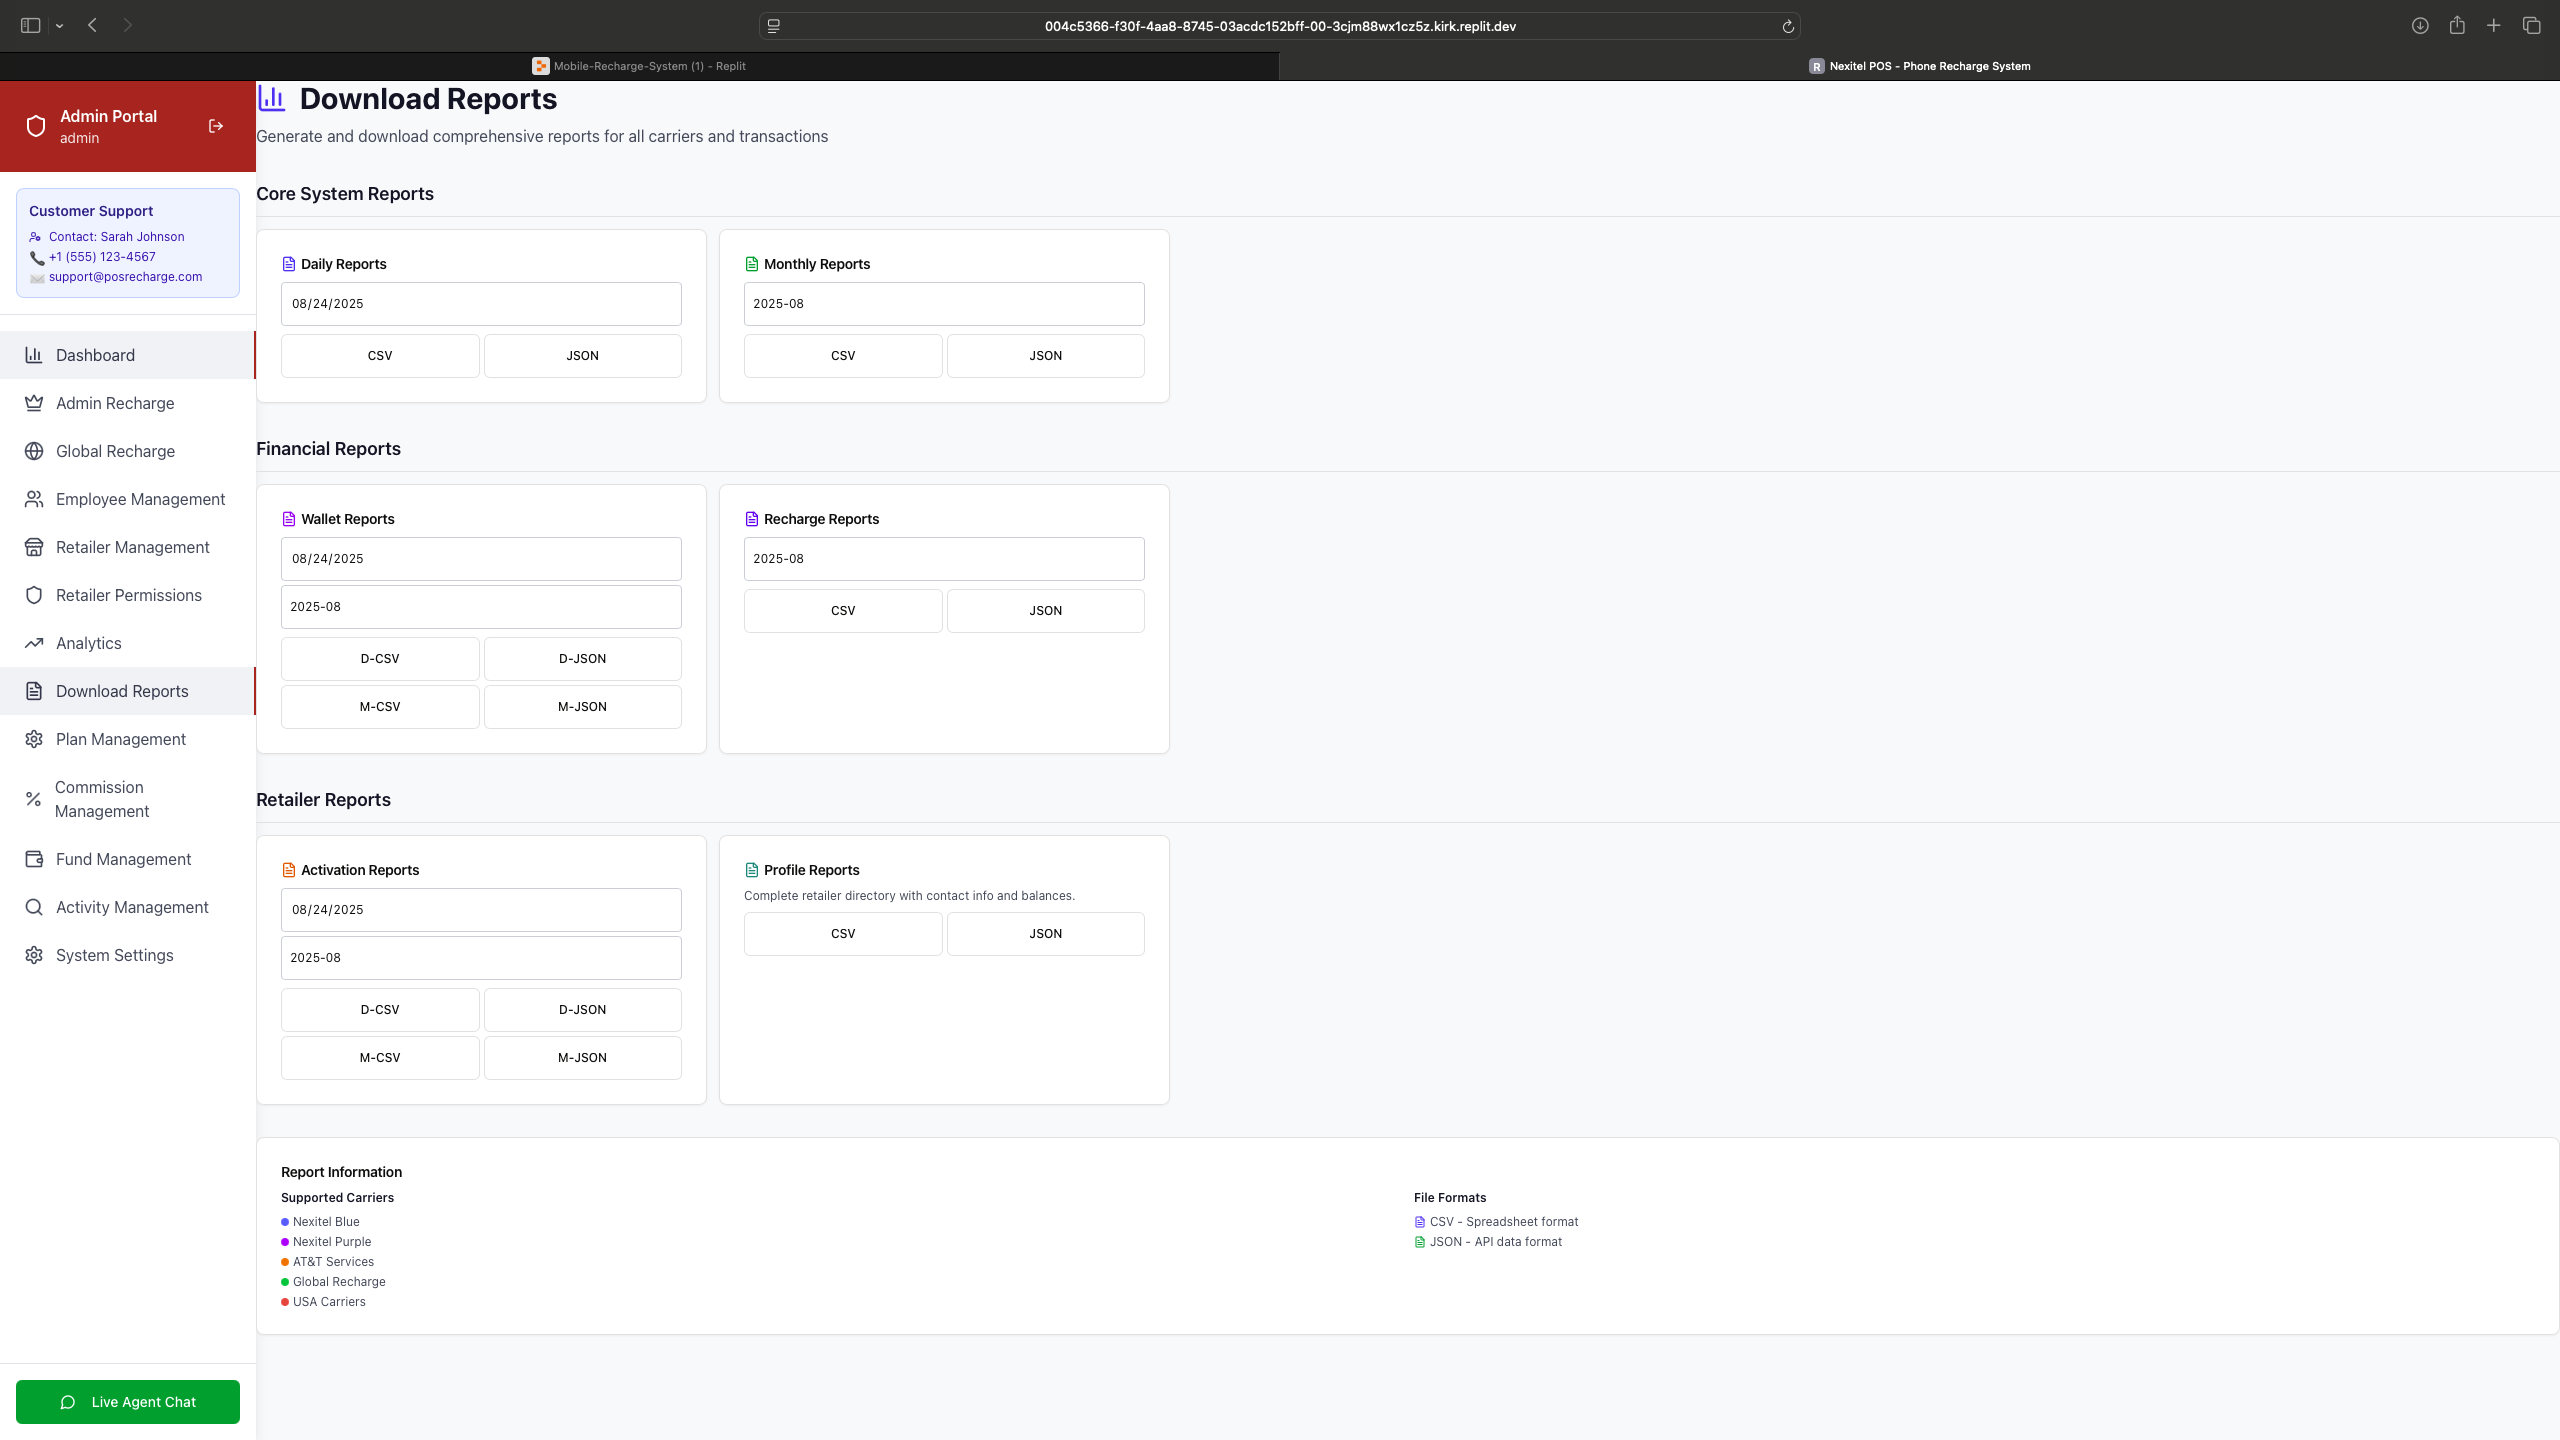 004c5366-f30f-4aa8-8745-03acdc152bff-00-3cjm88wx1cz5z.kirk.replit.dev
Mobile-Recharge-System (1) - Replit
R Nexitel POS - Phone Recharge System
Admin Portal
admin
Customer Support
Contact: Sarah Johnson
+1 (555) 123-4567
support@posrecharge.com
Dashboard
Admin Recharge
Global Recharge
Employee Management
Retailer Management
Retailer Permissions
Analytics
Download Reports
Plan Management
Commission
Management
Fund Management
Activity Management
System Settings
Live Agent Chat
Download Reports
Generate and download comprehensive reports for all carriers and transactions
Core System Reports
Daily Reports
08/24/2025
CSV JSON
Monthly Reports
2025-08
CSV JSON
Financial Reports
Wallet Reports
08/24/2025
2025-08
D-CSV D-JSON
M-CSV M-JSON
Recharge Reports
2025-08
CSV JSON
Retailer Reports
Activation Reports
08/24/2025
2025-08
D-CSV D-JSON
M-CSV M-JSON
Profile Reports
Complete retailer directory with contact info and balances.
CSV JSON
Report Information
Supported Carriers
Nexitel Blue
Nexitel Purple
AT&T Services
Global Recharge
USA Carriers
File Formats
CSV - Spreadsheet format
JSON - API data format